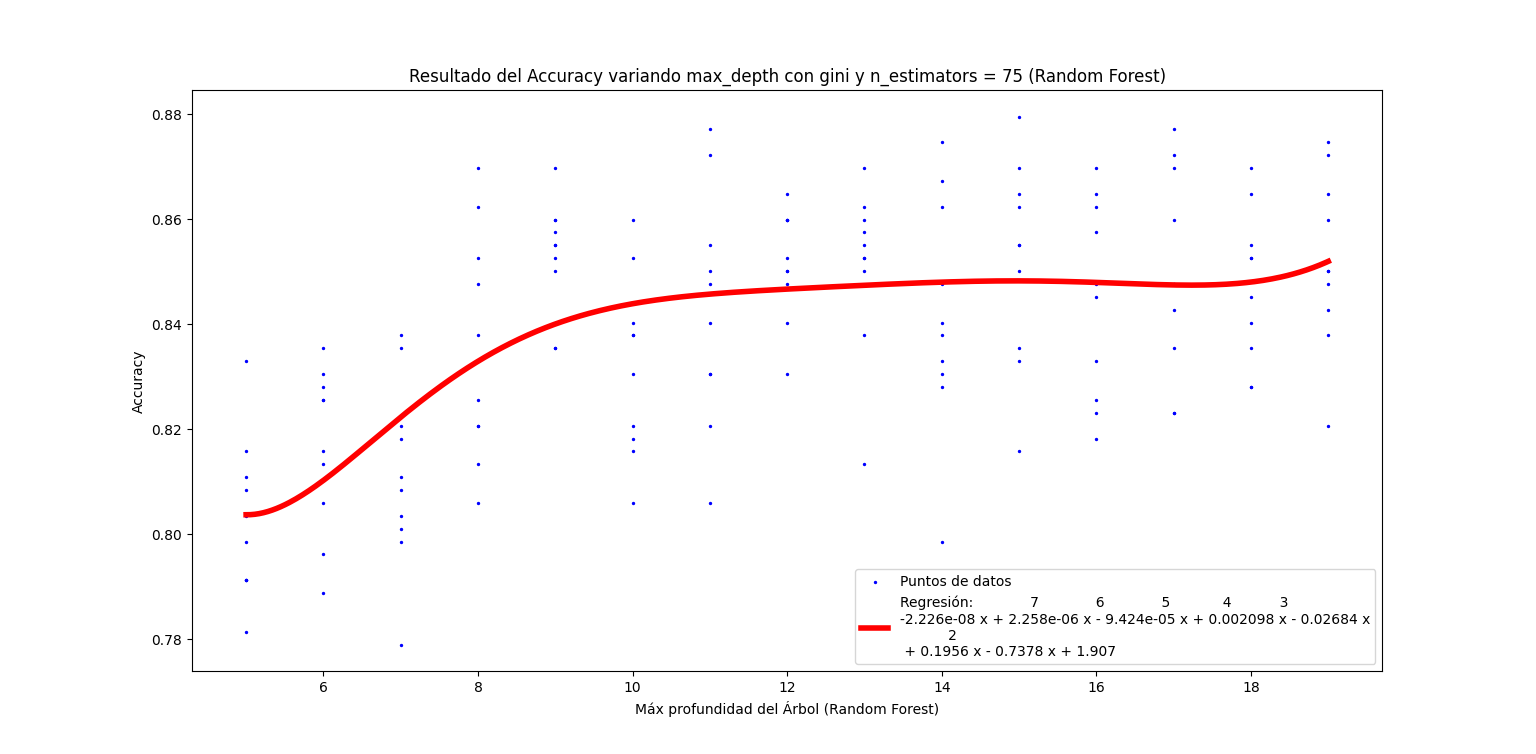 Resultado del Accuracy variando max_depth con gini y n_estimators = 75 (Random Forest)
0.88
0.86
0.84
0.82
0.80
0.78
Accuracy
Puntos de datos
Regresión: 7 6 5 4 3
-2.226e-08 x + 2.258e-06 x - 9.424e-05 x + 0.002098 x - 0.02684 x
2
+ 0.1956 x - 0.7378 x + 1.907
6 8 10 12 14 16 18
Máx profundidad del Árbol (Random Forest)